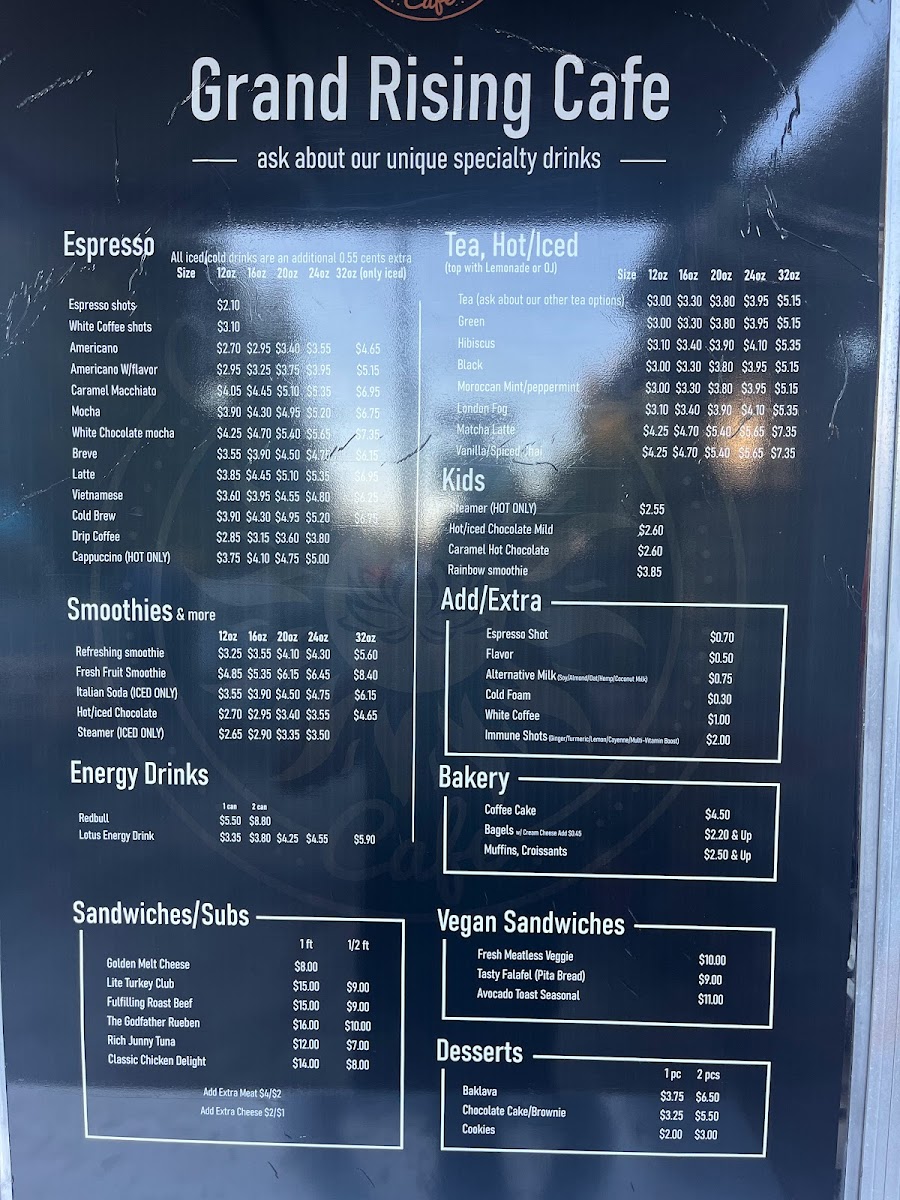 Cafe
Grand Rising Cafe
ask about our unique specialty drinks
Espresso
All iced/cold drinks are an additional 0.55 cents extra
Size 12oz 16oz 20oz 24oz 32oz (only iced)
Espresso shots $2.10
White Coffee shots $3.10
Americano $2.70 $2.95 $3.40 $3.55 $4.65
Americano W/flavor $2.95 $3.25 $3.75 $3.95 $5.15
Caramel Macchiato $4.05 $4.45 $5.10 $5.35 $6.95
Mocha $3.90 $4.30 $4.95 $5.20 $6.75
White Chocolate mocha $4.25 $4.70 $5.40 $5.65 $7.35
Breve $3.55 $3.90 $4.50 $4.75 $6.15
Latte $3.85 $4.45 $5.10 $5.35 $6.95
Vietnamese $3.60 $3.95 $4.55 $4.80 $6.25
Cold Brew $3.90 $4.30 $4.95 $5.20 $6.75
Drip Coffee $2.85 $3.15 $3.60 $3.80
Cappuccino (HOT ONLY) $3.75 $4.10 $4.75 $5.00
Smoothies & more
12oz 16oz 20oz 24oz 32oz
Refreshing smoothie $3.25 $3.55 $4.10 $4.30 $5.60
Fresh Fruit Smoothie $4.85 $5.35 $6.15 $6.45 $8.40
Italian Soda (ICED ONLY) $3.55 $3.90 $4.50 $4.75 $6.15
Hot/iced Chocolate $2.70 $2.95 $3.40 $3.55 $4.65
Steamer (ICED ONLY) $2.65 $2.90 $3.35 $3.50
Energy Drinks
1 can 2 can
Redbull $5.50 $8.80
Lotus Energy Drink $3.35 $3.80 $4.25 $4.55 $5.90
Sandwiches/Subs
1 ft 1/2 ft
Golden Melt Cheese $8.00
Lite Turkey Club $15.00 $9.00
Fulfilling Roast Beef $15.00 $9.00
The Godfather Rueben $16.00 $10.00
Rich Junny Tuna $12.00 $7.00
Classic Chicken Delight $14.00 $8.00
Add Extra Meat $4/$2
Add Extra Cheese $2/$1
Tea, Hot/Iced
(top with Lemonade or OJ)
Size 12oz 16oz 20oz 24oz 32oz
Tea (ask about our other tea options) $3.00 $3.30 $3.80 $3.95 $5.15
Green $3.00 $3.30 $3.80 $3.95 $5.15
Hibiscus $3.10 $3.40 $3.90 $4.10 $5.35
Black $3.00 $3.30 $3.80 $3.95 $5.15
Moroccan Mint/peppermint $3.00 $3.30 $3.80 $3.95 $5.15
London Fog $3.10 $3.40 $3.90 $4.10 $5.35
Matcha Latte $4.25 $4.70 $5.40 $5.65 $7.35
Vanilla/Spiced Chai $4.25 $4.70 $5.40 $5.65 $7.35
Kids
Steamer (HOT ONLY) $2.55
Hot/iced Chocolate Mild $2.60
Caramel Hot Chocolate $2.60
Rainbow smoothie $3.85
Add/Extra
Espresso Shot $0.70
Flavor $0.50
Alternative Milk (Soy/Almond/Oat/Hemp/Coconut Milk) $0.75
Cold Foam $0.30
White Coffee $1.00
Immune Shots (Ginger/Turmeric/Lemon/Cayenne/Multi-Vitamin Boost) $2.00
Bakery
Coffee Cake $4.50
Bagels w/ Cream Cheese Add $0.45 $2.20 & Up
Muffins, Croissants $2.50 & Up
Vegan Sandwiches
Fresh Meatless Veggie $10.00
Tasty Falafel (Pita Bread) $9.00
Avocado Toast Seasonal $11.00
Desserts
1 pc 2 pcs
Baklava $3.75 $6.50
Chocolate Cake/Brownie $3.25 $5.50
Cookies $2.00 $3.00
Cafe